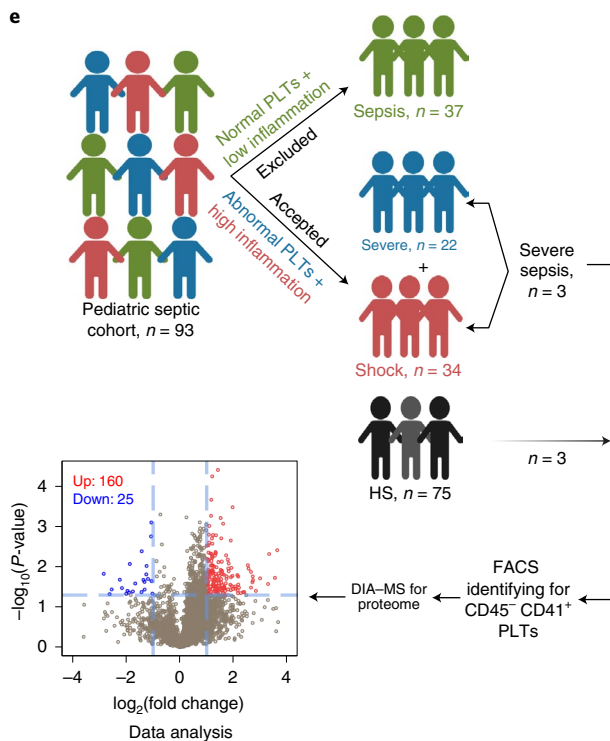 e
Normal PLTs +
low inflammation
Excluded
Sepsis, n = 37
Accepted
Abnormal PLTs +
high inflammation
Severe, n = 22
+
Severe
sepsis,
n = 3
Pediatric septic
cohort, n = 93
Shock, n = 34
HS, n = 75
n = 3
Up: 160
Down: 25
–log10(P-value)
4
3
2
1
0
–4
–2
0
2
4
log2(fold change)
Data analysis
DIA–MS for
proteome
FACS
identifying for
CD45– CD41+
PLTs